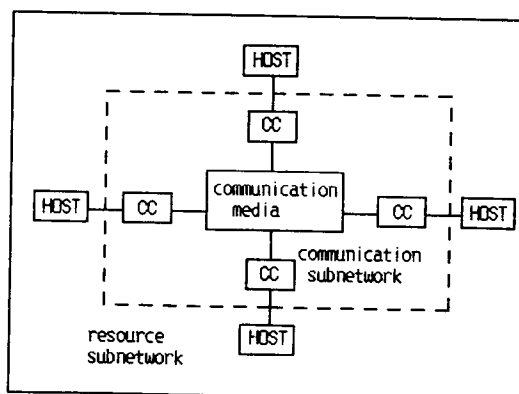 HOST
CC
communication
media
HOST
CC
CC
HOST
communication
subnetwork
CC
resource
subnetwork
HOST